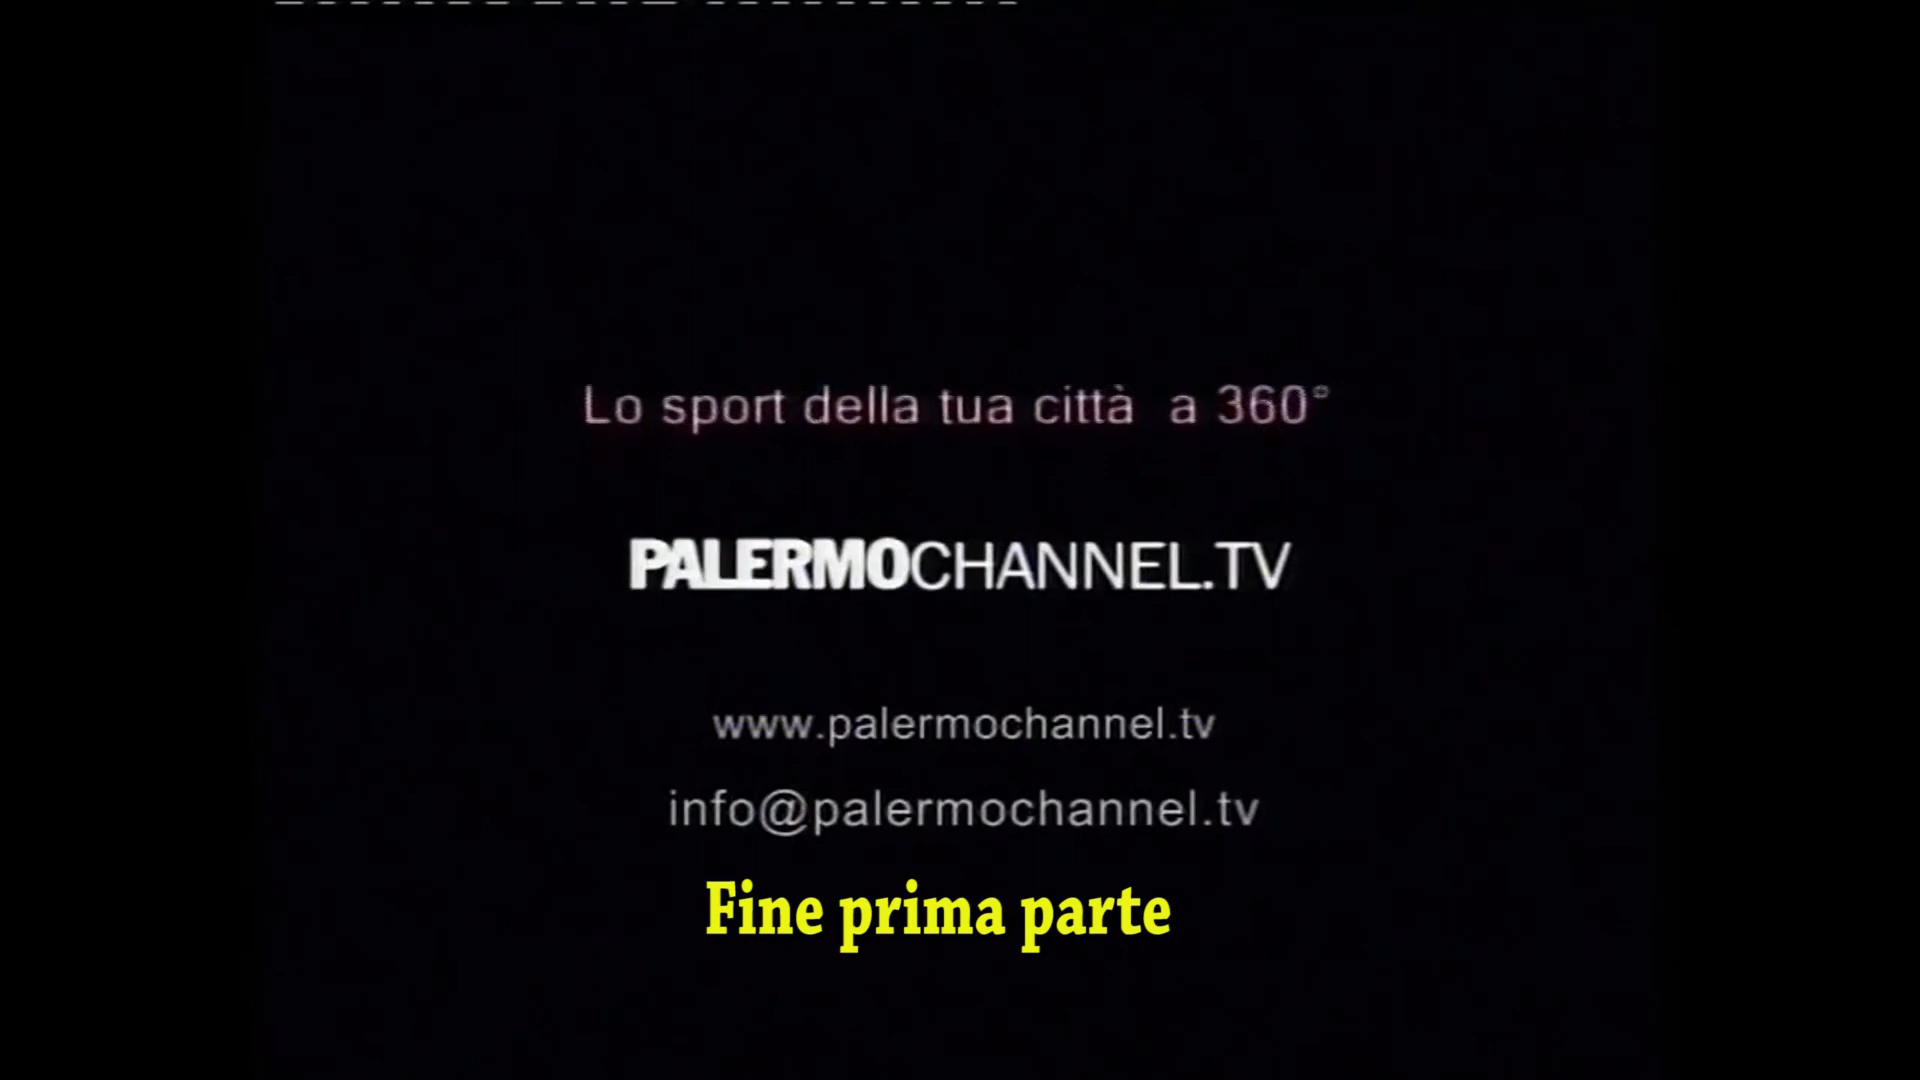 Lo sport della tua città a 360°
PALERMOCHANNEL.TV
www.palermochannel.tv
info@palermochannel.tv
Fine prima parte